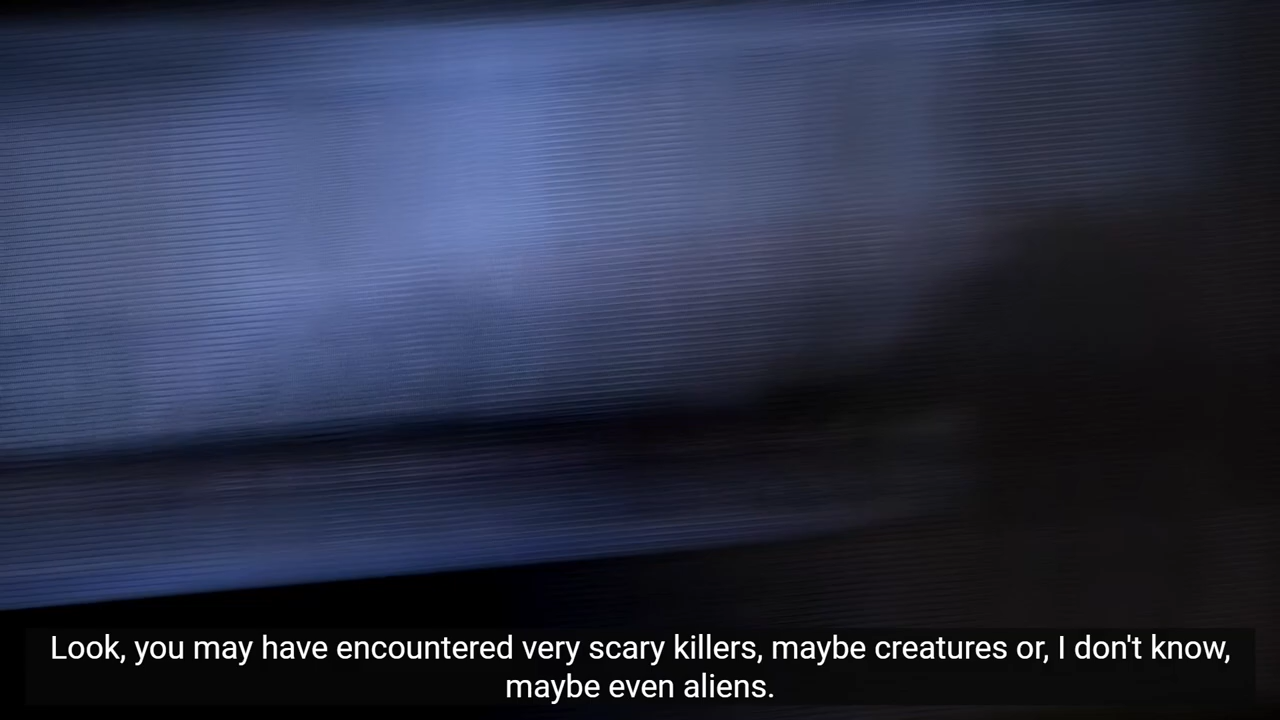 Look, you may have encountered very scary killers, maybe creatures or, I don't know,
maybe even aliens.